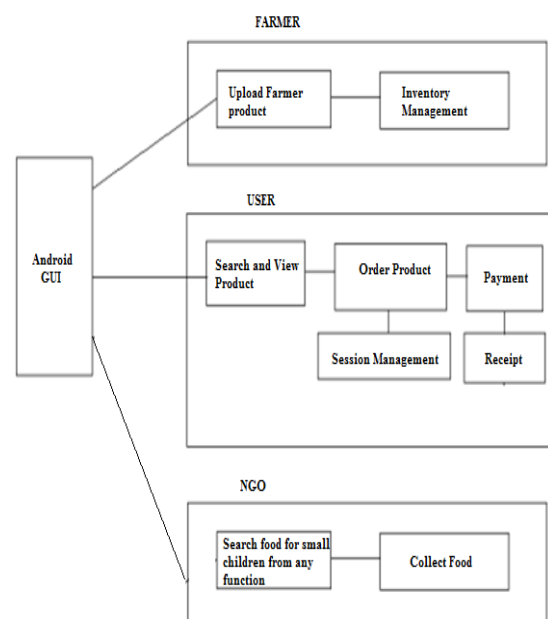 FARMER
Upload Farmer
product
Inventory
Management
Android
GUI
USER
Search and View
Product
Order Product
Payment
Session Management
Receipt
NGO
Search food for small
children from any
function
Collect Food